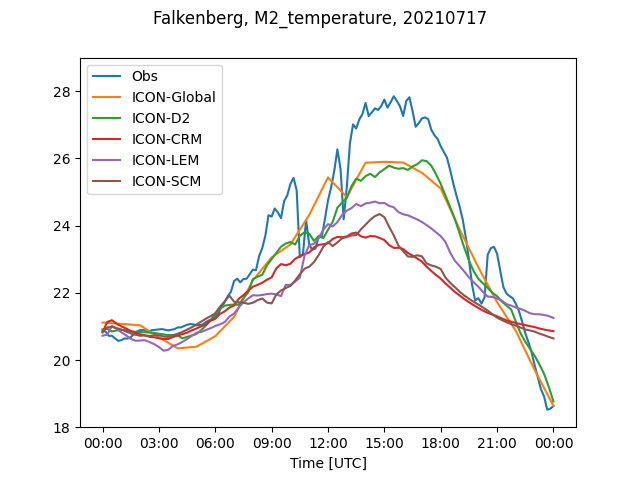 Falkenberg, M2_temperature, 20210717
Obs
ICON-Global
ICON-D2
ICON-CRM
ICON-LEM
ICON-SCM
28
26
24
22
20
18
00:00 03:00 06:00 09:00 12:00 15:00 18:00 21:00 00:00
Time [UTC]